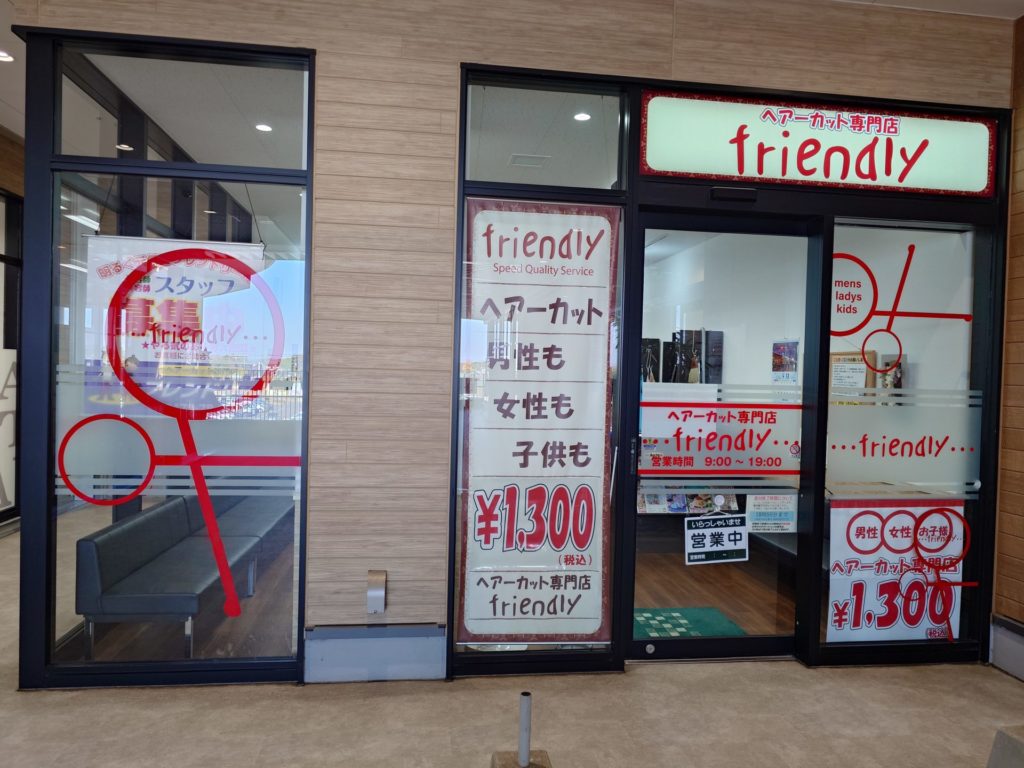 ヘアーカット専門店
friendly
スタッフ
募集
...friendly...
friendly
Speed Quality Service
ヘアーカット
男性も
女性も
子供も
¥1,300
(税込)
ヘアーカット専門店
friendly
ヘアーカット専門店
...friendly...
営業時間 9:00~19:00
いらっしゃいませ
営業中
mens
ladys
kids
...friendly...
男性 女性 お子様
...friendly...
ヘアーカット専門店
¥1,300
(税込)